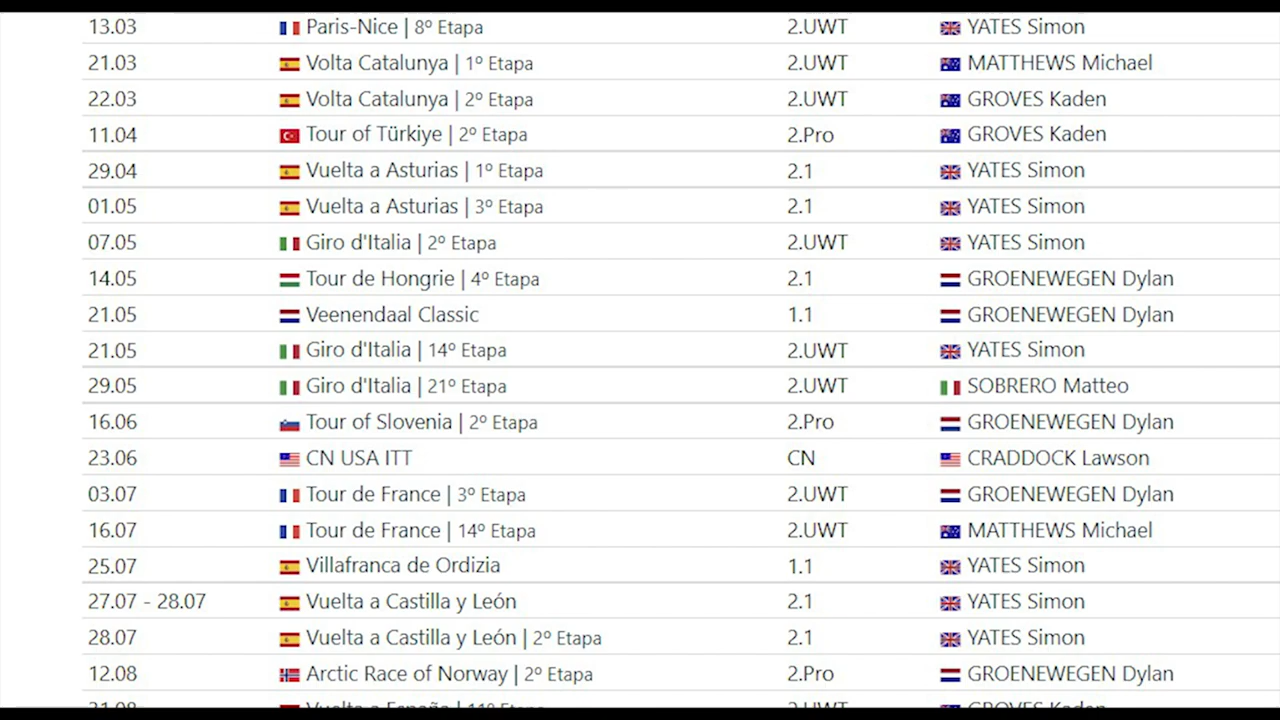 13.03 Paris-Nice | 8º Etapa 2.UWT YATES Simon
21.03 Volta Catalunya | 1º Etapa 2.UWT MATTHEWS Michael
22.03 Volta Catalunya | 2º Etapa 2.UWT GROVES Kaden
11.04 Tour of Türkiye | 2º Etapa 2.Pro GROVES Kaden
29.04 Vuelta a Asturias | 1º Etapa 2.1 YATES Simon
01.05 Vuelta a Asturias | 3º Etapa 2.1 YATES Simon
07.05 Giro d'Italia | 2º Etapa 2.UWT YATES Simon
14.05 Tour de Hongrie | 4º Etapa 2.1 GROENEWEGEN Dylan
21.05 Veenendaal Classic 1.1 GROENEWEGEN Dylan
21.05 Giro d'Italia | 14º Etapa 2.UWT YATES Simon
29.05 Giro d'Italia | 21º Etapa 2.UWT SOBRERO Matteo
16.06 Tour of Slovenia | 2º Etapa 2.Pro GROENEWEGEN Dylan
23.06 CN USA ITT CN CRADDOCK Lawson
03.07 Tour de France | 3º Etapa 2.UWT GROENEWEGEN Dylan
16.07 Tour de France | 14º Etapa 2.UWT MATTHEWS Michael
25.07 Villafranca de Ordizia 1.1 YATES Simon
27.07 - 28.07 Vuelta a Castilla y León 2.1 YATES Simon
28.07 Vuelta a Castilla y León | 2º Etapa 2.1 YATES Simon
12.08 Arctic Race of Norway | 2º Etapa 2.Pro GROENEWEGEN Dylan
31.08 Vuelta a España | 11º Etapa 2.UWT GROVES Kaden